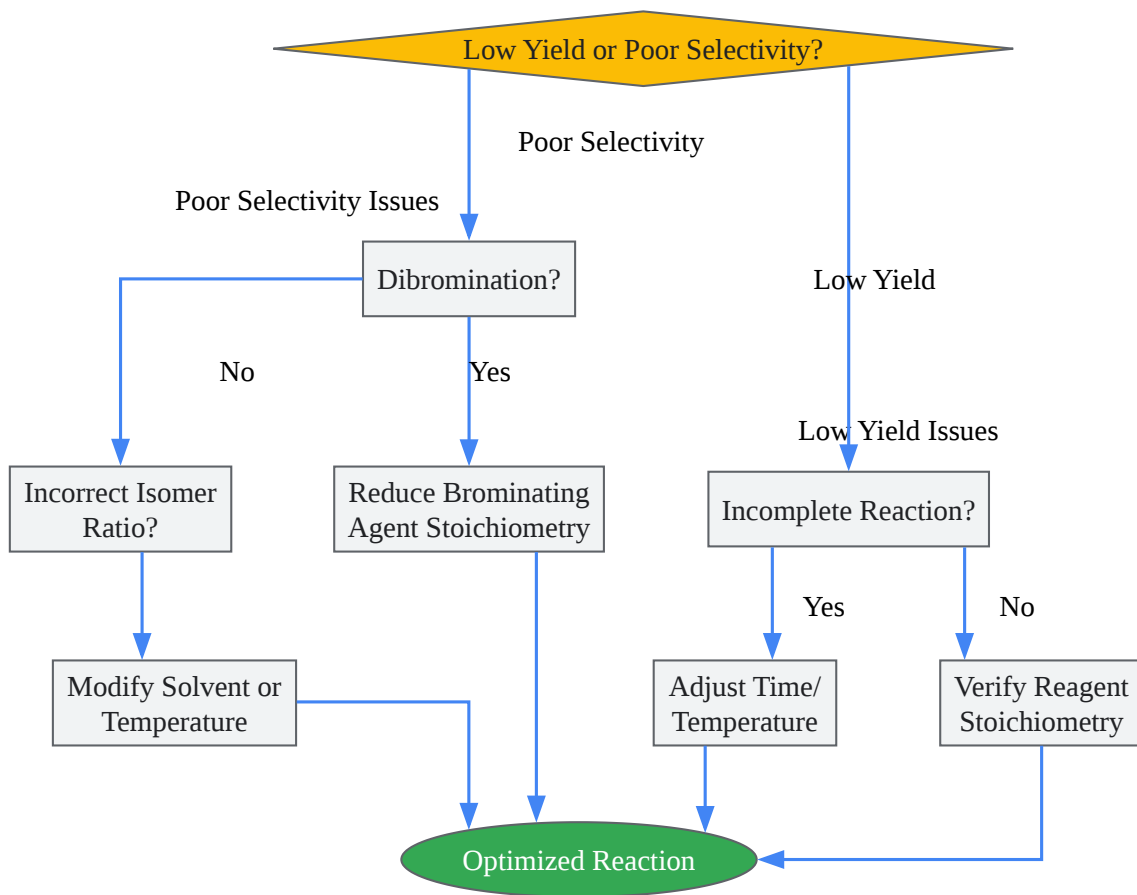 Low Yield or Poor Selectivity?
Poor Selectivity
Poor Selectivity Issues
Dibromination?
Low Yield
No
Yes
Low Yield Issues
Incorrect Isomer
Ratio?
Reduce Brominating
Agent Stoichiometry
Incomplete Reaction?
Yes
No
Modify Solvent or
Temperature
Adjust Time/
Temperature
Verify Reagent
Stoichiometry
Optimized Reaction